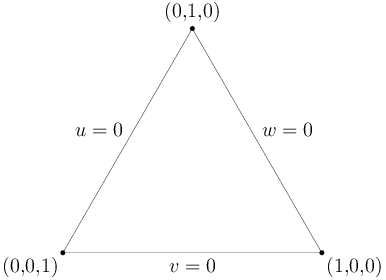 (0,1,0)
u = 0
w = 0
(0,0,1)
v = 0
(1,0,0)